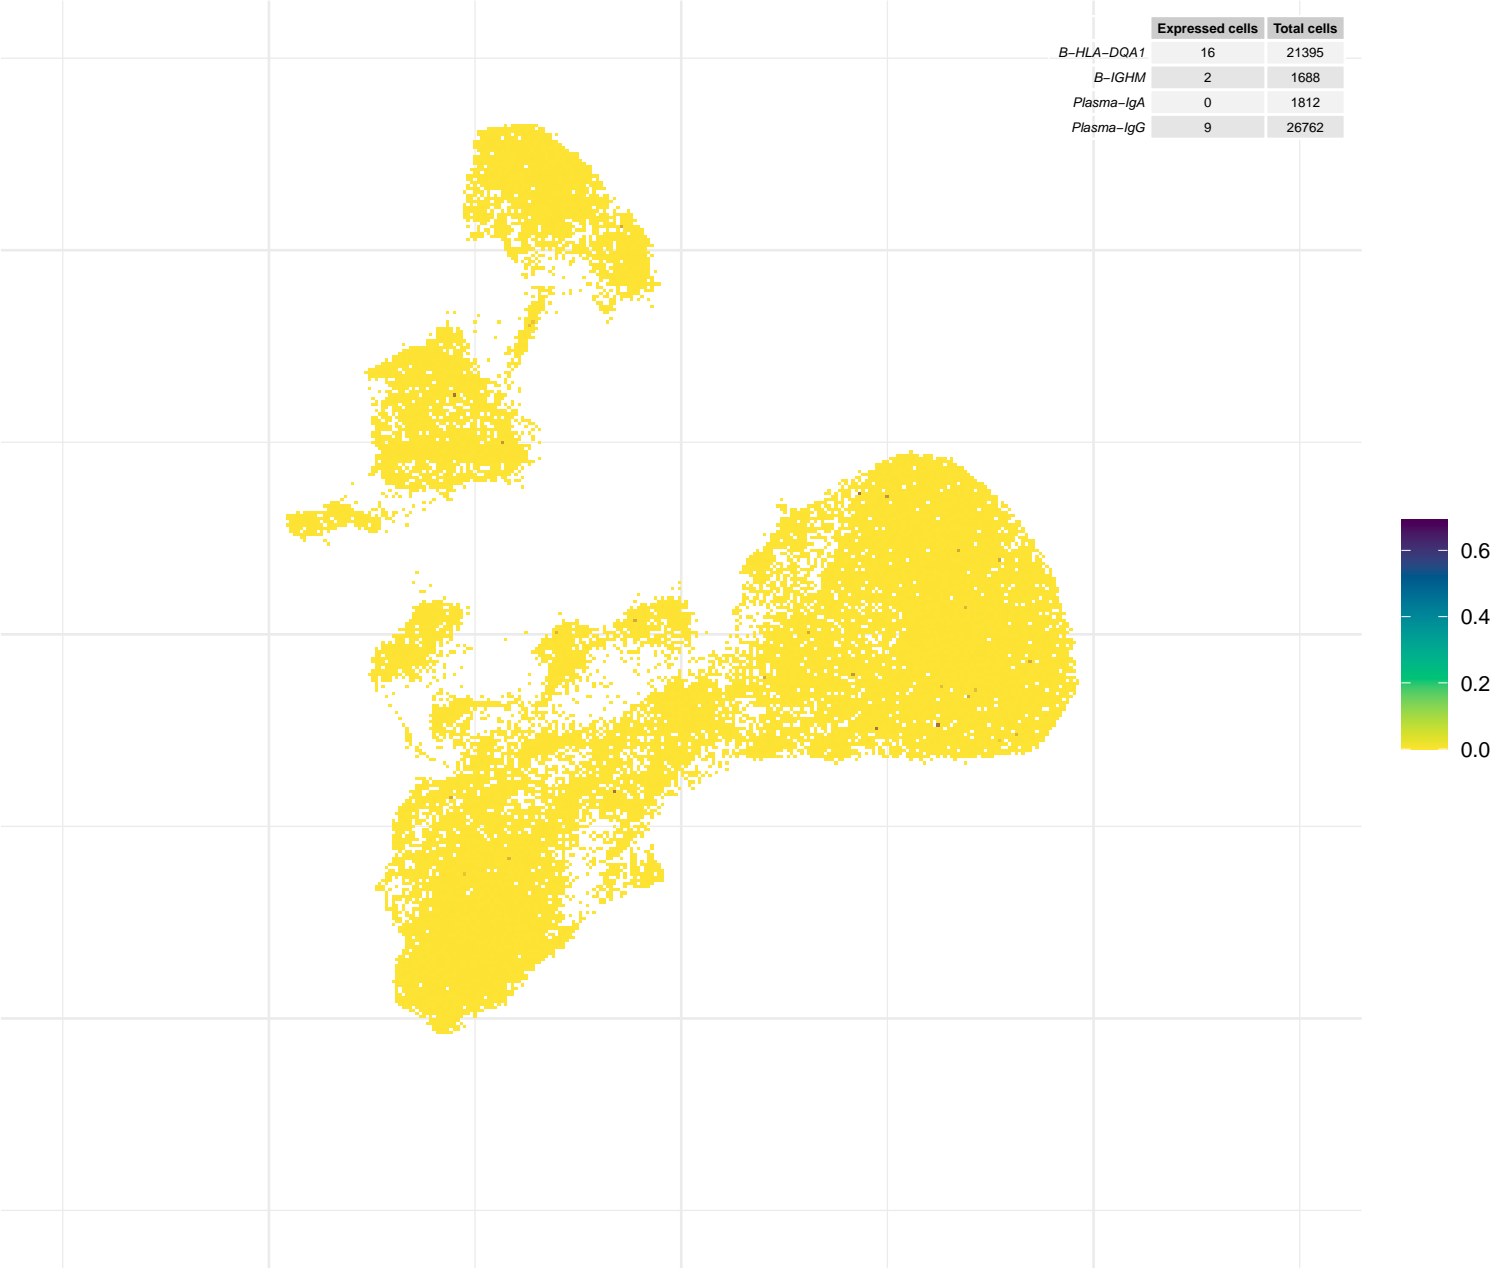 Expressed cells Total cells
B−HLA−DQA1 16 21395
B−IGHM 2 1688
Plasma−IgA 0 1812
Plasma−IgG 9 26762
0.6
0.4
0.2
0.0